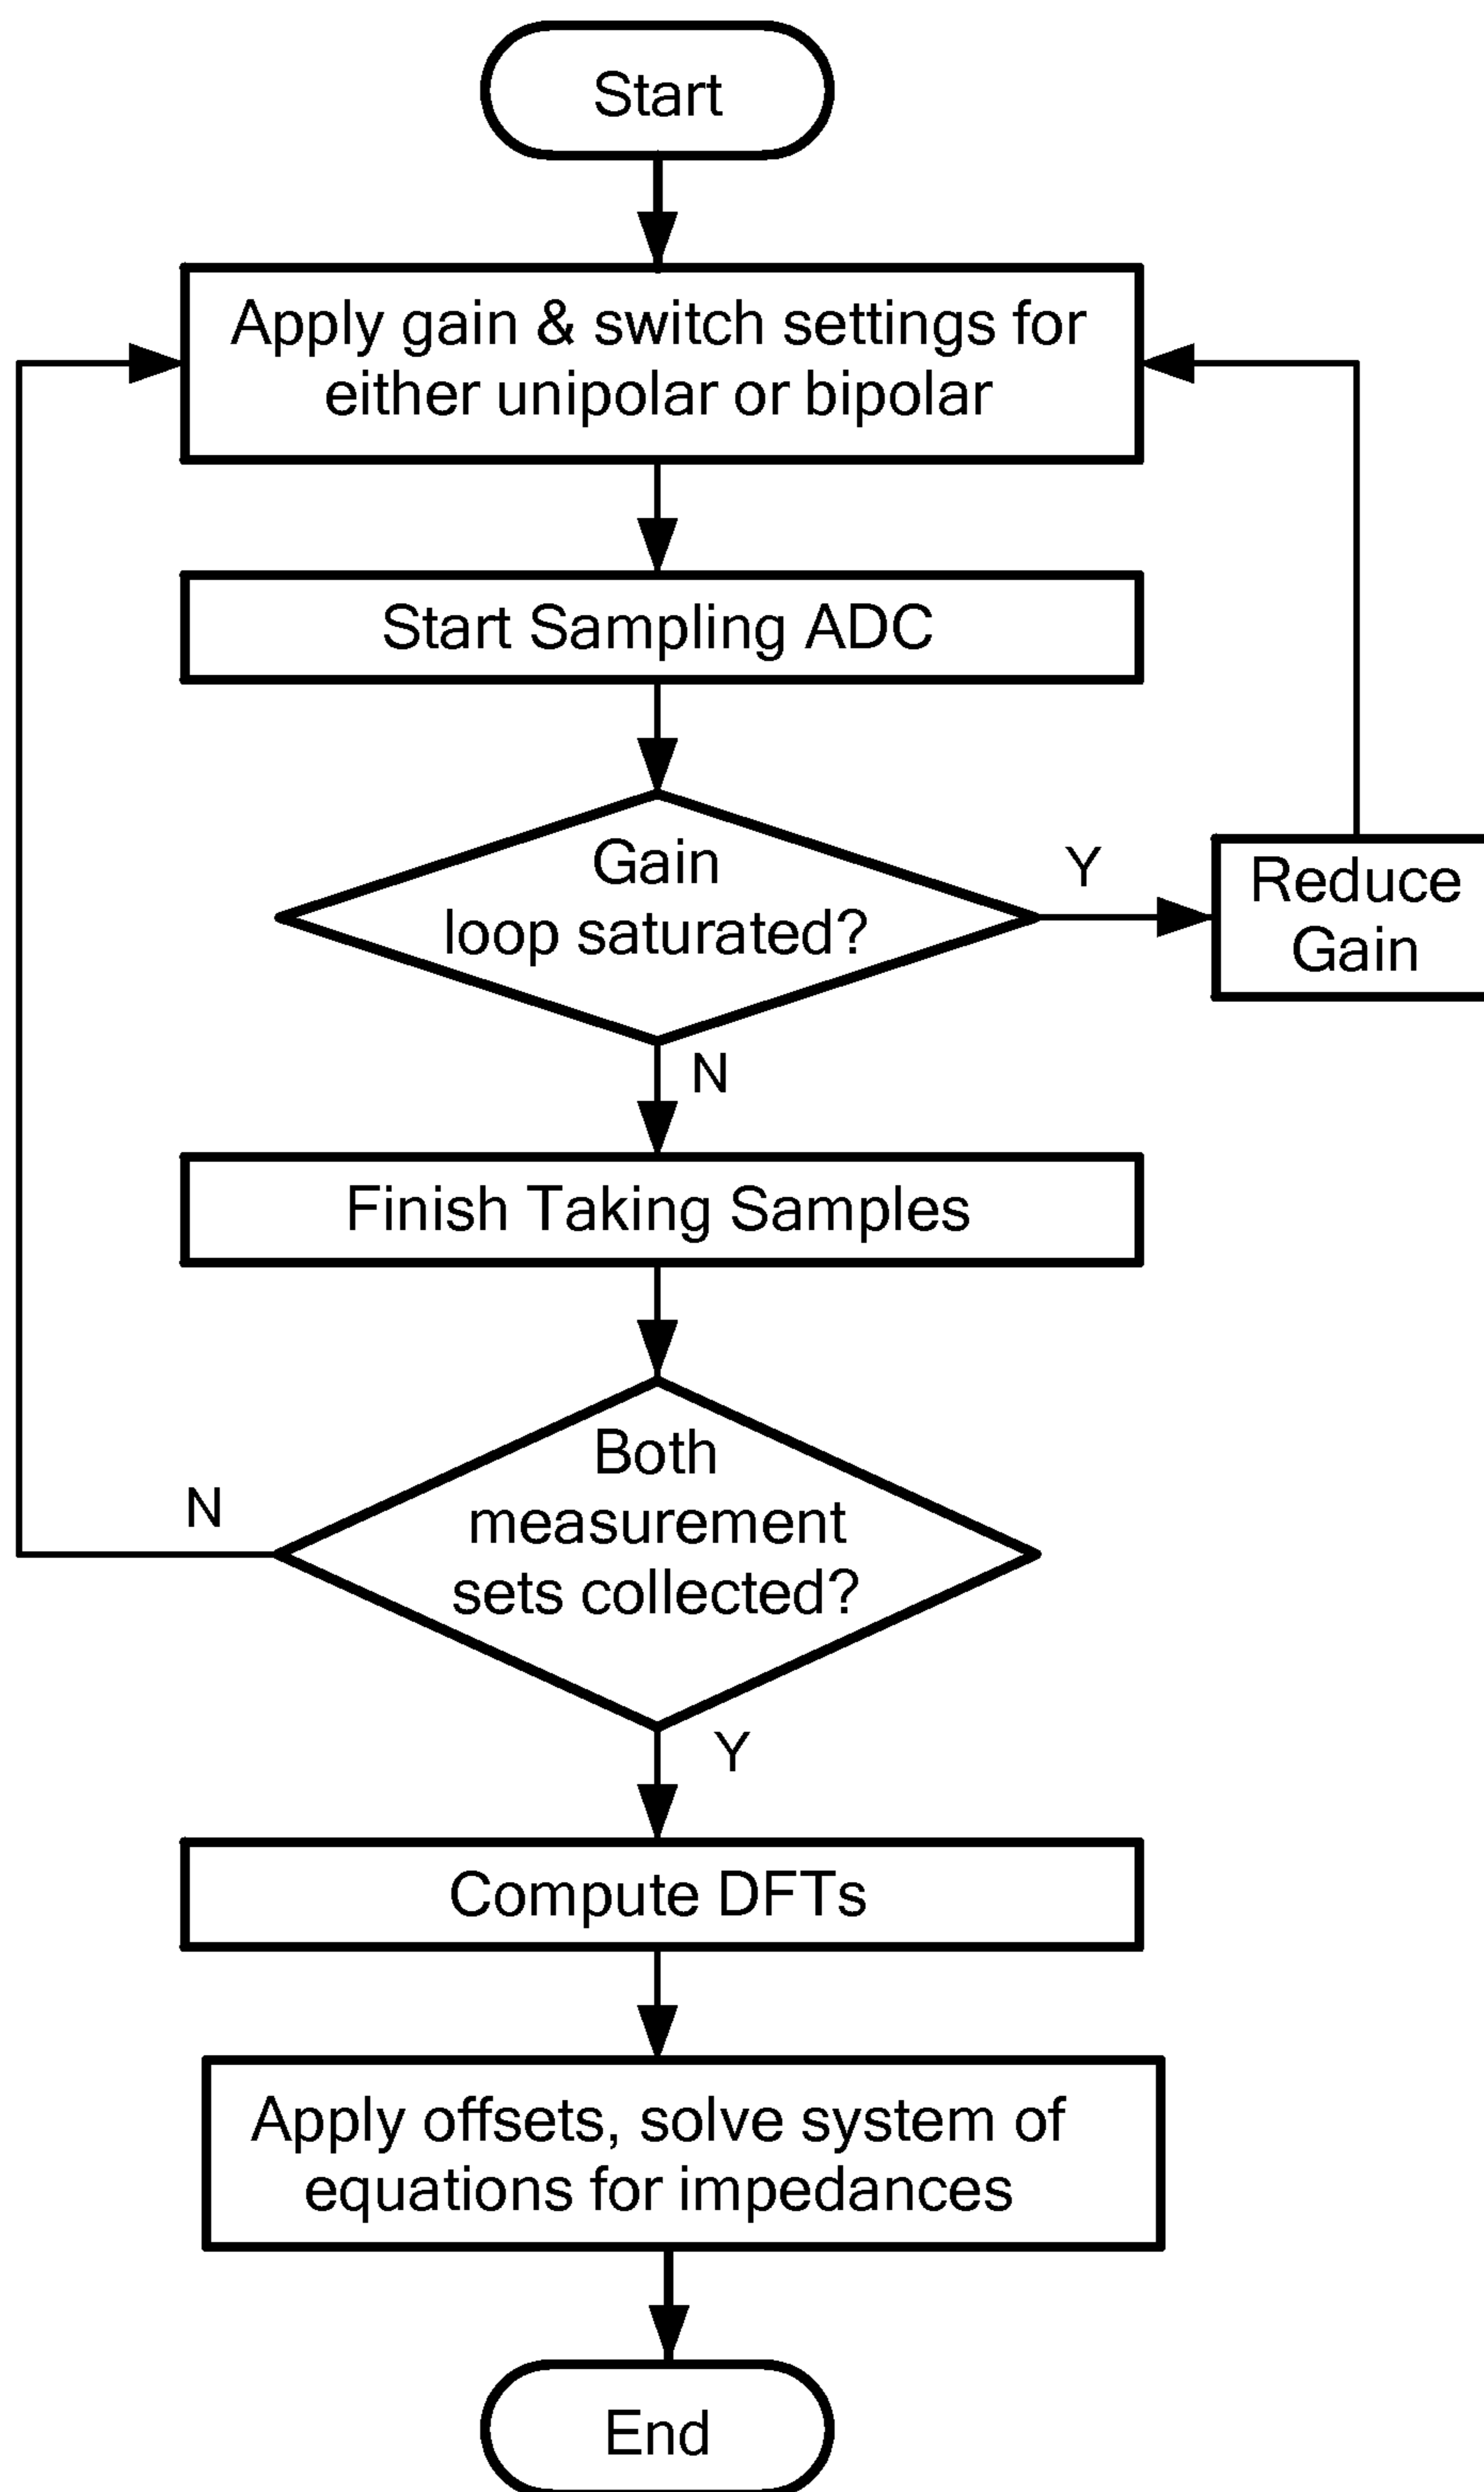 Start
Apply gain & switch settings for
either unipolar or bipolar
Start Sampling ADC
Gain
loop saturated?
Y
Reduce
Gain
N
Finish Taking Samples
Both
measurement
sets collected?
N
Y
Compute DFTs
Apply offsets, solve system of
equations for impedances
End